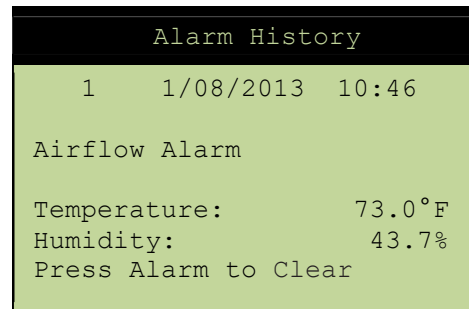 Alarm History
1 1/08/2013 10:46
Airflow Alarm
Temperature: 73.0°F
Humidity: 43.7%
Press Alarm to Clear